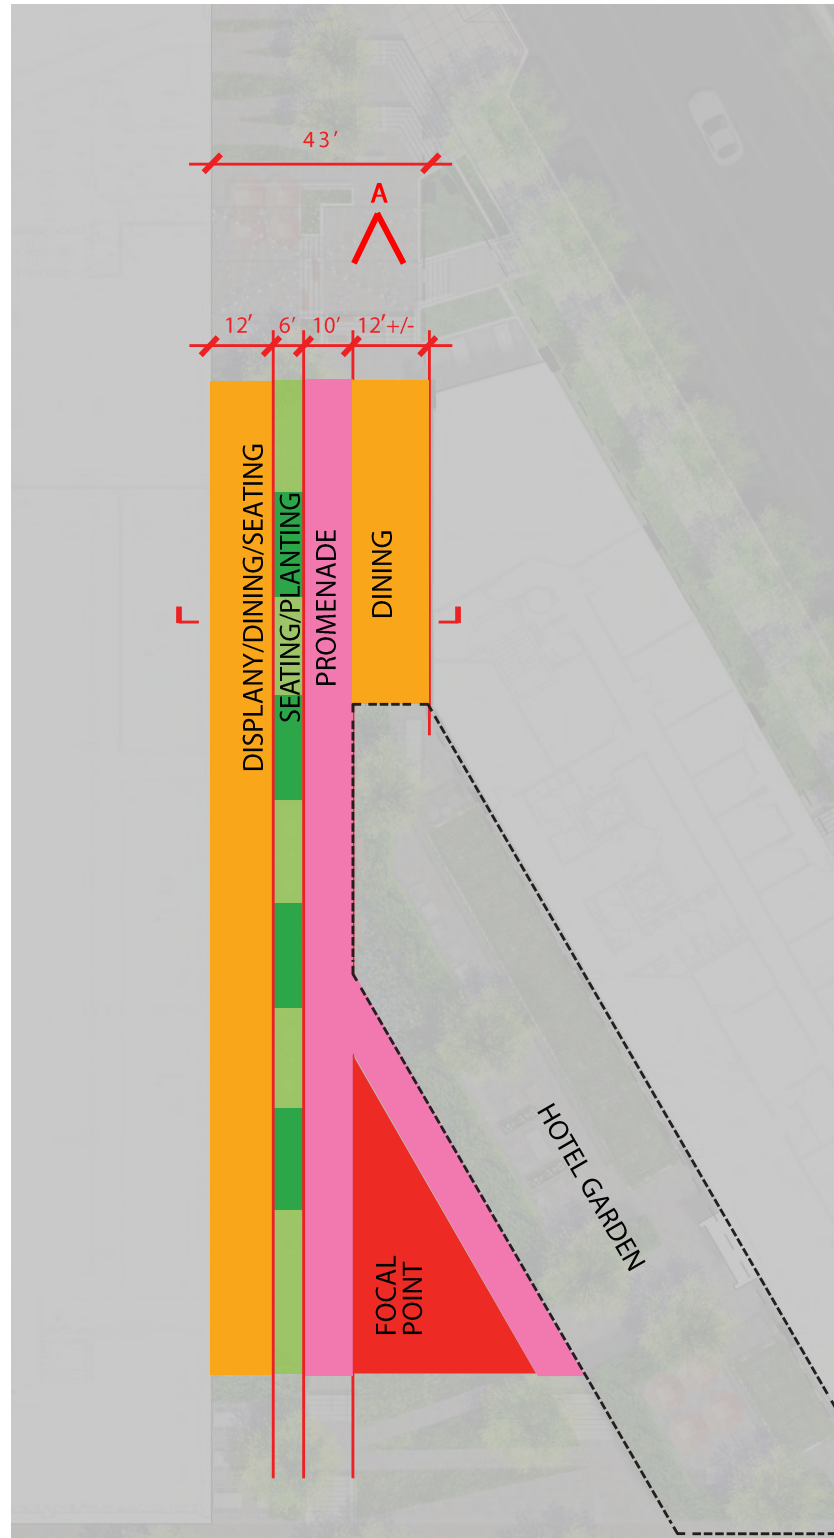 43′
A
12′ 6′ 10′ 12′+/-
DISPLANY/DINING/SEATING
SEATING/PLANTING
PROMENADE
DINING
HOTEL GARDEN
FOCAL
POINT